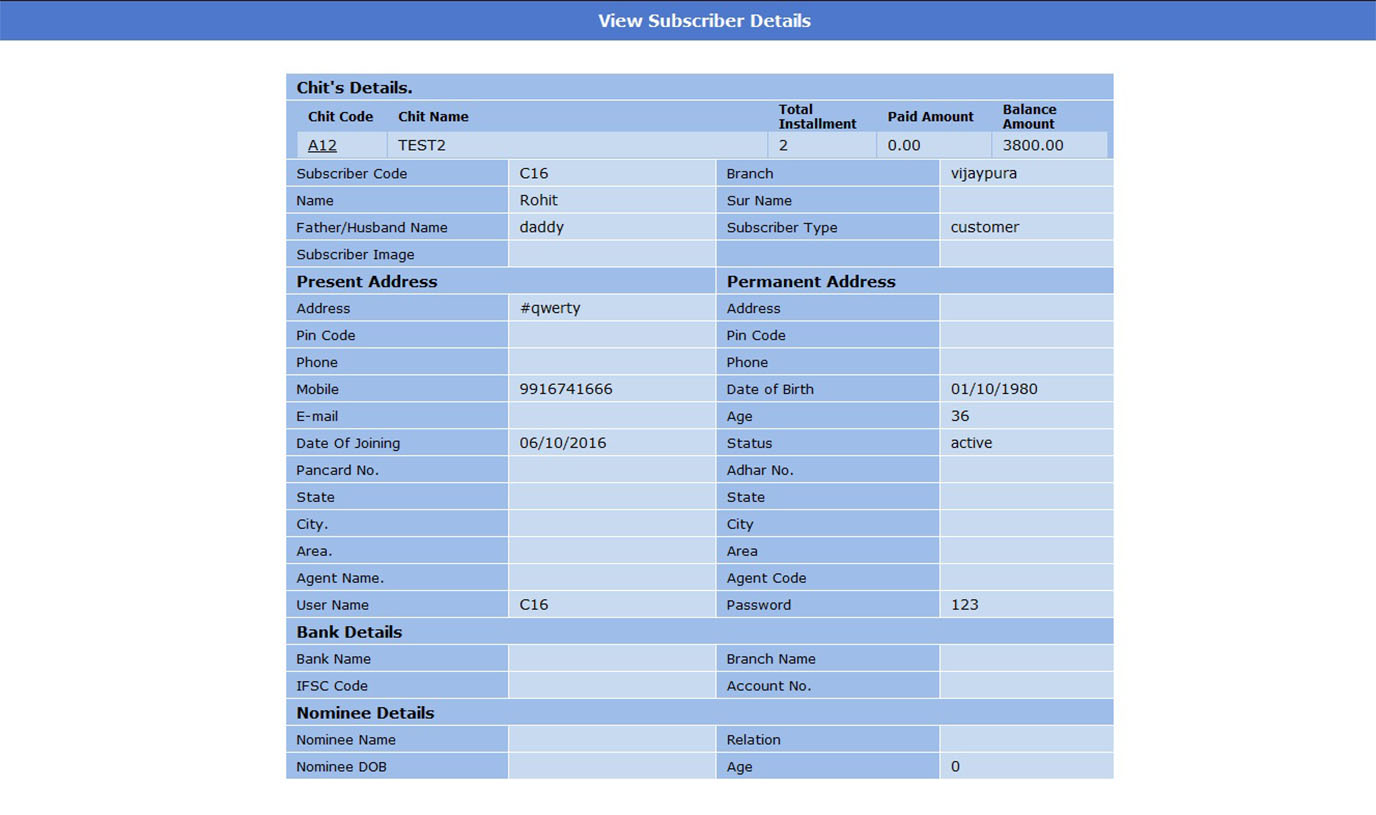 View Subscriber Details
Chit's Details.
Chit Code Chit Name Total Installment Paid Amount Balance Amount
A12 TEST2 2 0.00 3800.00
Subscriber Code C16 Branch vijaypura
Name Rohit Sur Name
Father/Husband Name daddy Subscriber Type customer
Subscriber Image
Present Address Permanent Address
Address #qwerty Address
Pin Code Pin Code
Phone Phone
Mobile 9916741666 Date of Birth 01/10/1980
E-mail Age 36
Date Of Joining 06/10/2016 Status active
Pancard No. Adhar No.
State State
City. City
Area. Area
Agent Name. Agent Code
User Name C16 Password 123
Bank Details
Bank Name Branch Name
IFSC Code Account No.
Nominee Details
Nominee Name Relation
Nominee DOB Age 0